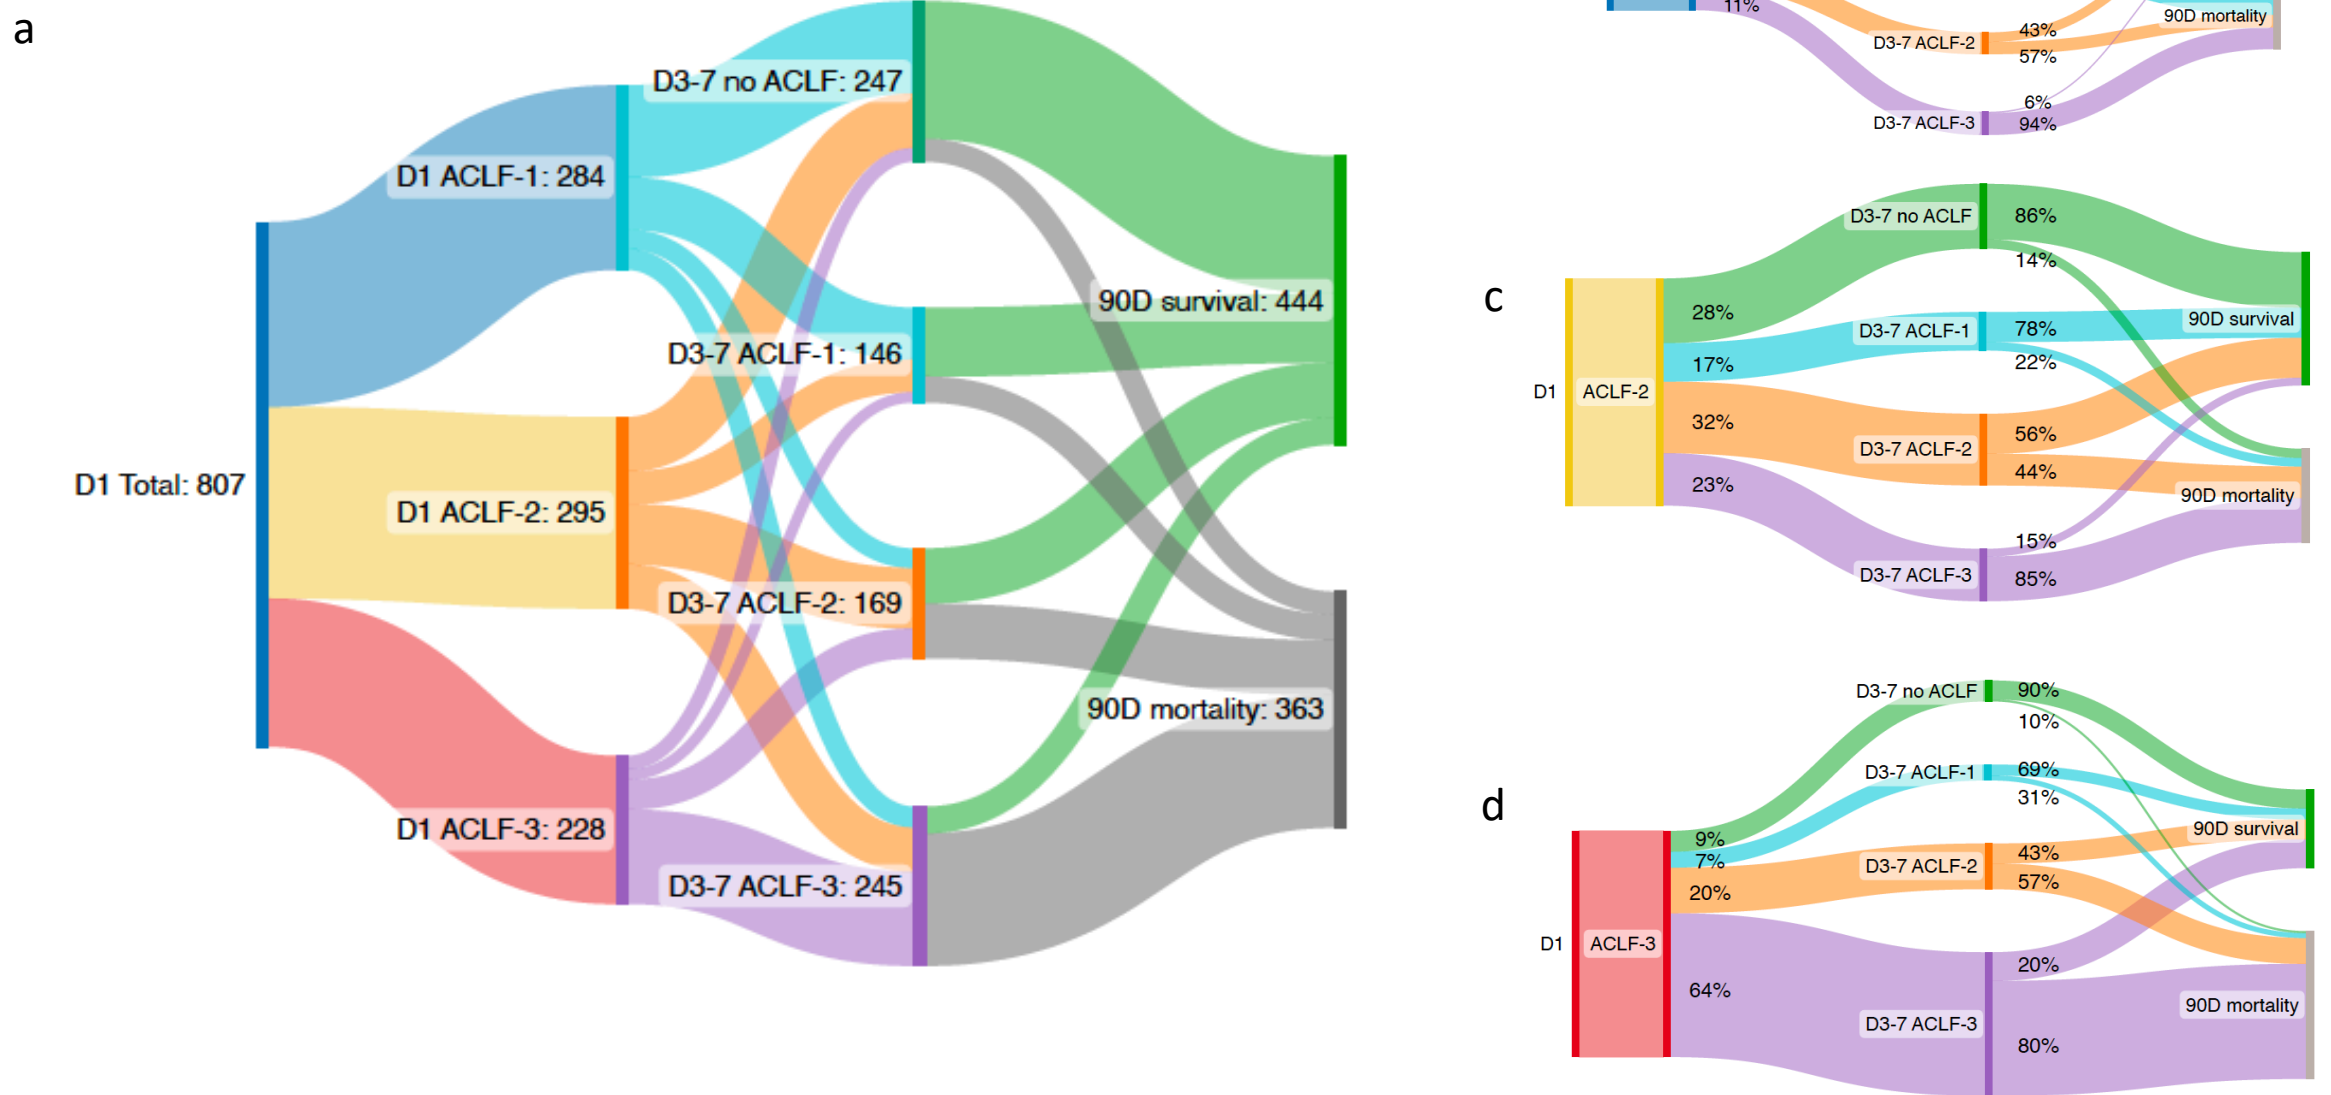 a
D1 Total: 807
D1 ACLF-1: 284
D1 ACLF-2: 295
D1 ACLF-3: 228
D3-7 no ACLF: 247
D3-7 ACLF-1: 146
D3-7 ACLF-2: 169
D3-7 ACLF-3: 245
90D survival: 444
90D mortality: 363
11%
D3-7 ACLF-2
43%
57%
D3-7 ACLF-3
6%
94%
90D mortality
c
D1
ACLF-2
28%
17%
32%
23%
D3-7 no ACLF
86%
14%
D3-7 ACLF-1
78%
22%
D3-7 ACLF-2
56%
44%
D3-7 ACLF-3
15%
85%
90D survival
90D mortality
d
D1
ACLF-3
9%
7%
20%
64%
D3-7 no ACLF
90%
10%
D3-7 ACLF-1
69%
31%
D3-7 ACLF-2
43%
57%
D3-7 ACLF-3
20%
80%
90D survival
90D mortality